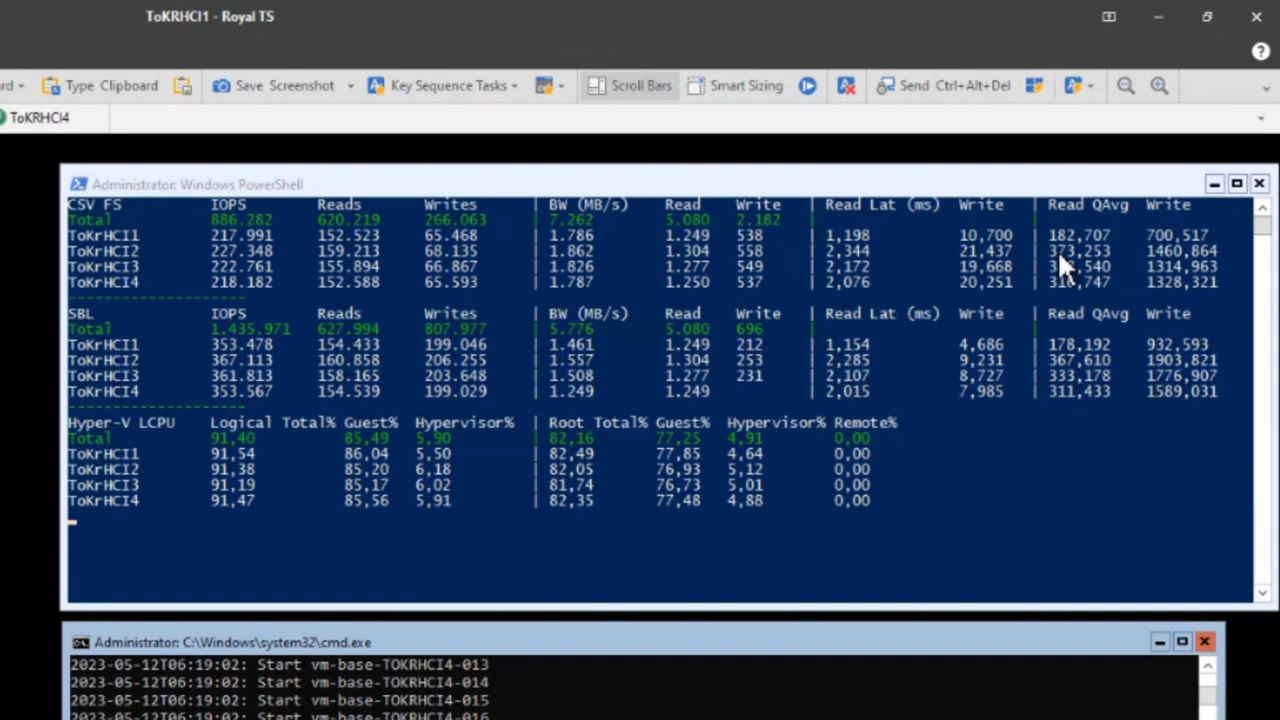 ToKRHCI1 - Royal TS
rd Type Clipboard Save Screenshot Key Sequence Tasks Scroll Bars Smart Sizing Send Ctrl+Alt+Del
ToKRHCI4
Administrator: Windows PowerShell
CSV FS IOPS Reads Writes | BW (MB/s) Read Write | Read Lat (ms) Write | Read QAvg Write
Total 886.282 620.219 266.063 | 7.262 5.080 2.182 | |
ToKrHCI1 217.991 152.523 65.468 | 1.786 1.249 538 | 1,198 10,700 | 182,707 700,517
ToKrHCI2 227.348 159.213 68.135 | 1.862 1.304 558 | 2,344 21,437 | 373,253 1460,864
ToKrHCI3 222.761 155.894 66.867 | 1.826 1.277 549 | 2,172 19,668 | 1314,963
ToKrHCI4 218.182 152.588 65.593 | 1.787 1.250 537 | 2,076 20,251 | 1328,321
--------------------
SBL IOPS Reads Writes | BW (MB/s) Read Write | Read Lat (ms) Write | Read QAvg Write
Total 1.435.971 627.994 807.977 | 5.776 5.080 696 | |
ToKrHCI1 353.478 154.433 199.046 | 1.461 1.249 212 | 1,154 4,686 | 178,192 932,593
ToKrHCI2 367.113 160.858 206.255 | 1.557 1.304 253 | 2,285 9,231 | 367,610 1903,821
ToKrHCI3 361.813 158.165 203.648 | 1.508 1.277 231 | 2,107 8,727 | 333,178 1776,907
ToKrHCI4 353.567 154.539 199.029 | 1.249 1.249 | 2,015 7,985 | 311,433 1589,031
--------------------
Hyper-V LCPU Logical Total% Guest% Hypervisor% | Root Total% Guest% Hypervisor% Remote%
Total 91,40 85,49 5,90 | 82,16 77,25 4,91 0,00
ToKrHCI1 91,54 86,04 5,50 | 82,49 77,85 4,64 0,00
ToKrHCI2 91,38 85,20 6,18 | 82,05 76,93 5,12 0,00
ToKrHCI3 91,19 85,17 6,02 | 81,74 76,73 5,01 0,00
ToKrHCI4 91,47 85,56 5,91 | 82,35 77,48 4,88 0,00
Administrator: C:\Windows\system32\cmd.exe
2023-05-12T06:19:02: Start vm-base-TOKRHCI4-013
2023-05-12T06:19:02: Start vm-base-TOKRHCI4-014
2023-05-12T06:19:02: Start vm-base-TOKRHCI4-015
2023-05-12T06:19:02: Start vm-base-TOKRHCI4-016